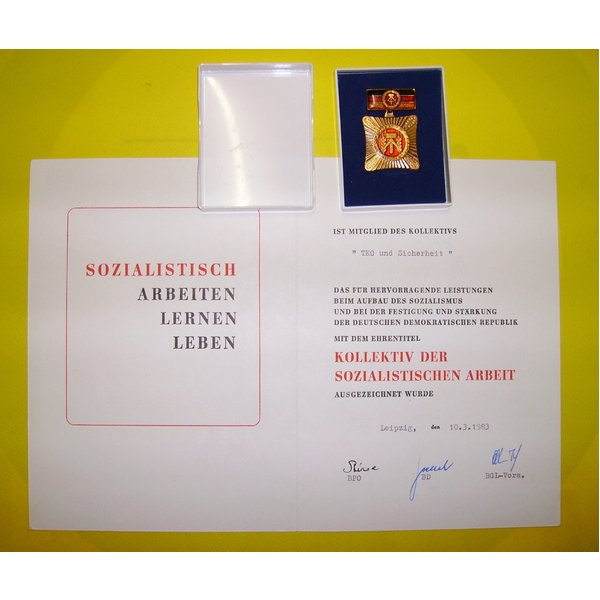 SOZIALISTISCH
ARBEITEN
LERNEN
LEBEN
IST MITGLIED DES KOLLEKTIVS
" TKO und Sicherheit "
DAS FÜR HERVORRAGENDE LEISTUNGEN
BEIM AUFBAU DES SOZIALISMUS
UND BEI DER FESTIGUNG UND STÄRKUNG
DER DEUTSCHEN DEMOKRATISCHEN REPUBLIK
MIT DEM EHRENTITEL
KOLLEKTIV DER
SOZIALISTISCHEN ARBEIT
AUSGEZEICHNET WURDE
Leipzig, den 10.3.1983
BPO BD BGL-Vors.